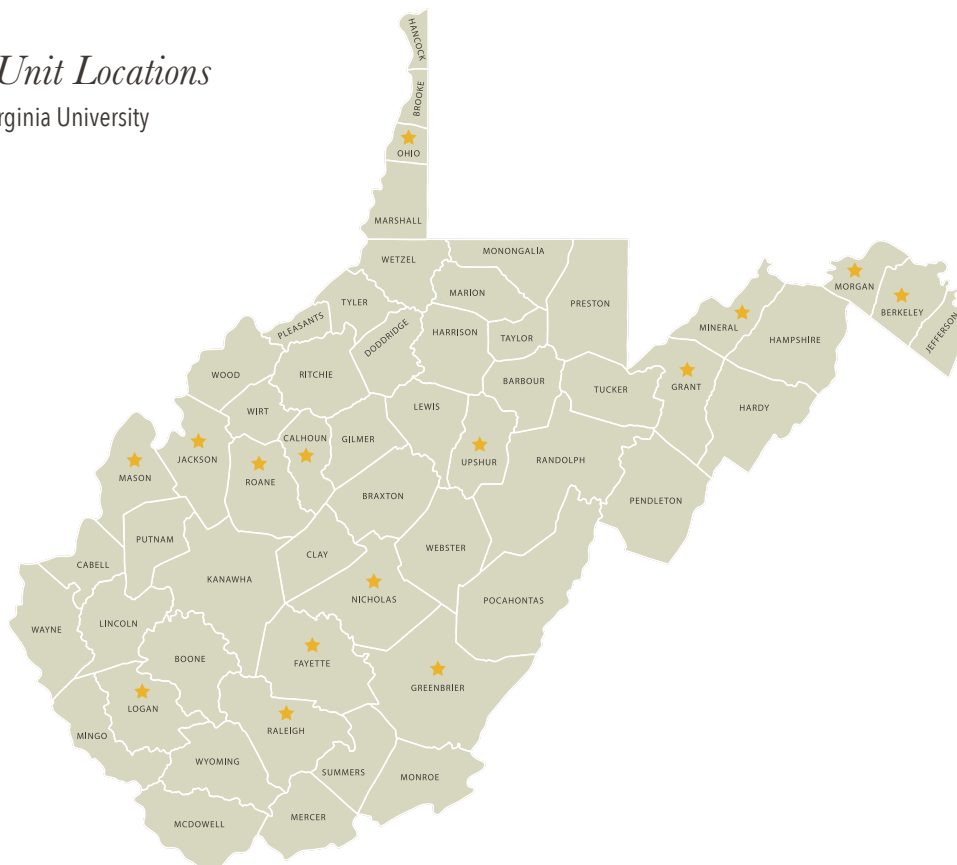 Unit Locations
rginia University
HANCOCK
BROOKE
OHIO
MARSHALL
WETZEL
MONONGALIA
TYLER
MARION
PRESTON
PLEASANTS
DODDRIDGE
HARRISON
TAYLOR
MORGAN
BERKELEY
JEFFERSON
MINERAL
HAMPSHIRE
WOOD
RITCHIE
BARBOUR
TUCKER
GRANT
HARDY
WIRT
LEWIS
CALHOUN
GILMER
JACKSON
ROANE
UPSHUR
RANDOLPH
MASON
BRAXTON
PENDLETON
PUTNAM
CLAY
WEBSTER
CABELL
KANAWHA
NICHOLAS
POCAHONTAS
WAYNE
LINCOLN
BOONE
FAYETTE
GREENBRIER
LOGAN
RALEIGH
MINGO
WYOMING
SUMMERS
MONROE
MCDOWELL
MERCER